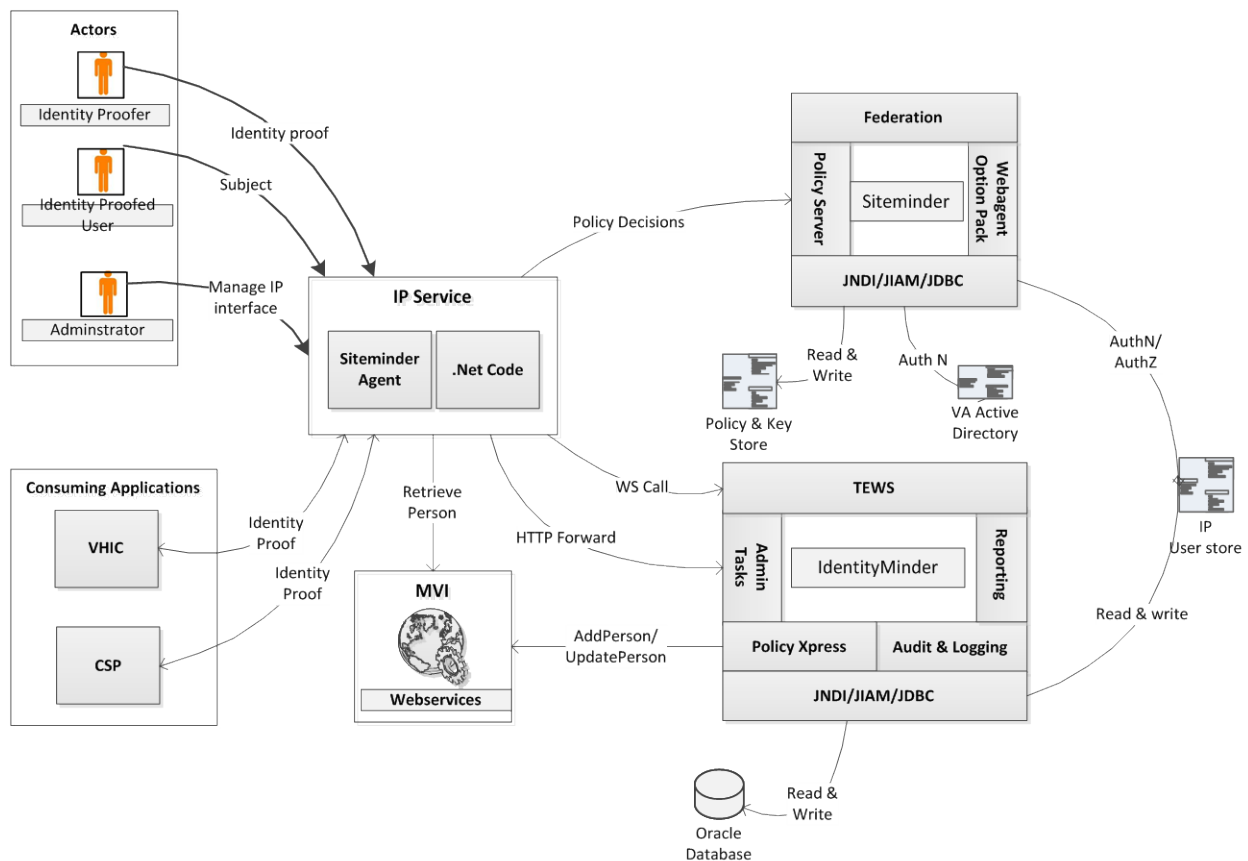 Actors
Identity Proofer
Identity Proofed
User
Adminstrator
Identity proof
Subject
Manage IP
interface
IP Service
Siteminder
Agent
.Net Code
Policy Decisions
Federation
Policy Server
Siteminder
Webagent
Option Pack
JNDI/JIAM/JDBC
Read &
Write
Auth N
AuthN/
AuthZ
Policy & Key
Store
VA Active
Directory
IP
User store
Consuming Applications
VHIC
CSP
Identity
Proof
Identity
Proof
Retrieve
Person
HTTP Forward
WS Call
MVI
Webservices
AddPerson/
UpdatePerson
TEWS
Admin
Tasks
IdentityMinder
Reporting
Policy Xpress
Audit & Logging
JNDI/JIAM/JDBC
Read & write
Read &
Write
Oracle
Database